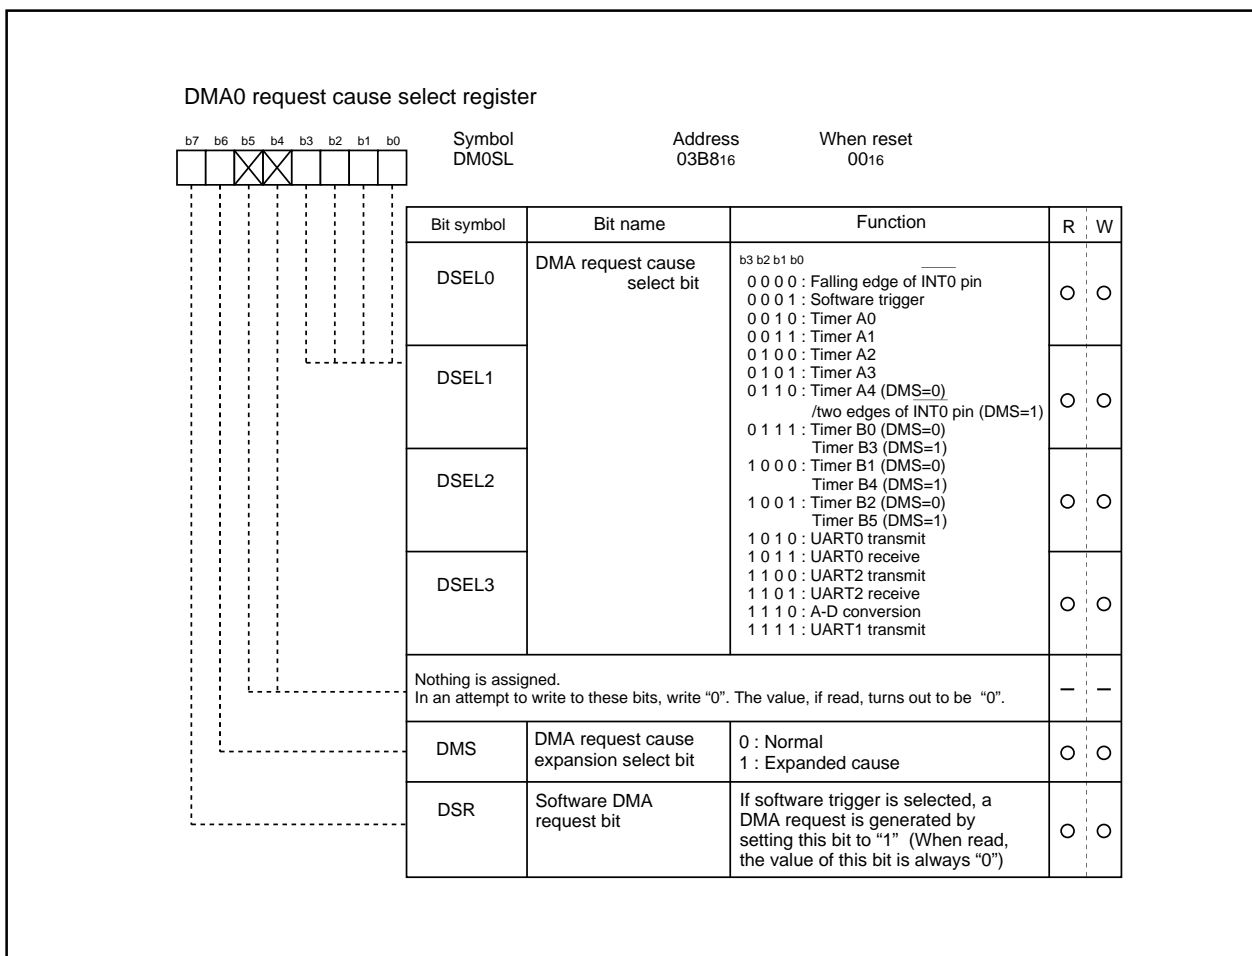 DMA0 request cause select register
b7 b6 b5 b4 b3 b2 b1 b0
Symbol Address When reset
DM0SL 03B816 0016
Bit symbol Bit name Function R W
DSEL0
DSEL1
DSEL2
DSEL3
DMA request cause
select bit
b3 b2 b1 b0
0 0 0 0 : Falling edge of INT0 pin
0 0 0 1 : Software trigger
0 0 1 0 : Timer A0
0 0 1 1 : Timer A1
0 1 0 0 : Timer A2
0 1 0 1 : Timer A3
0 1 1 0 : Timer A4 (DMS=0)
/two edges of INT0 pin (DMS=1)
0 1 1 1 : Timer B0 (DMS=0)
Timer B3 (DMS=1)
1 0 0 0 : Timer B1 (DMS=0)
Timer B4 (DMS=1)
1 0 0 1 : Timer B2 (DMS=0)
Timer B5 (DMS=1)
1 0 1 0 : UART0 transmit
1 0 1 1 : UART0 receive
1 1 0 0 : UART2 transmit
1 1 0 1 : UART2 receive
1 1 1 0 : A-D conversion
1 1 1 1 : UART1 transmit
Nothing is assigned.
In an attempt to write to these bits, write “0”. The value, if read, turns out to be “0”.
DMS
DMA request cause
expansion select bit
0 : Normal
1 : Expanded cause
DSR
Software DMA
request bit
If software trigger is selected, a
DMA request is generated by
setting this bit to “1” (When read,
the value of this bit is always “0”)